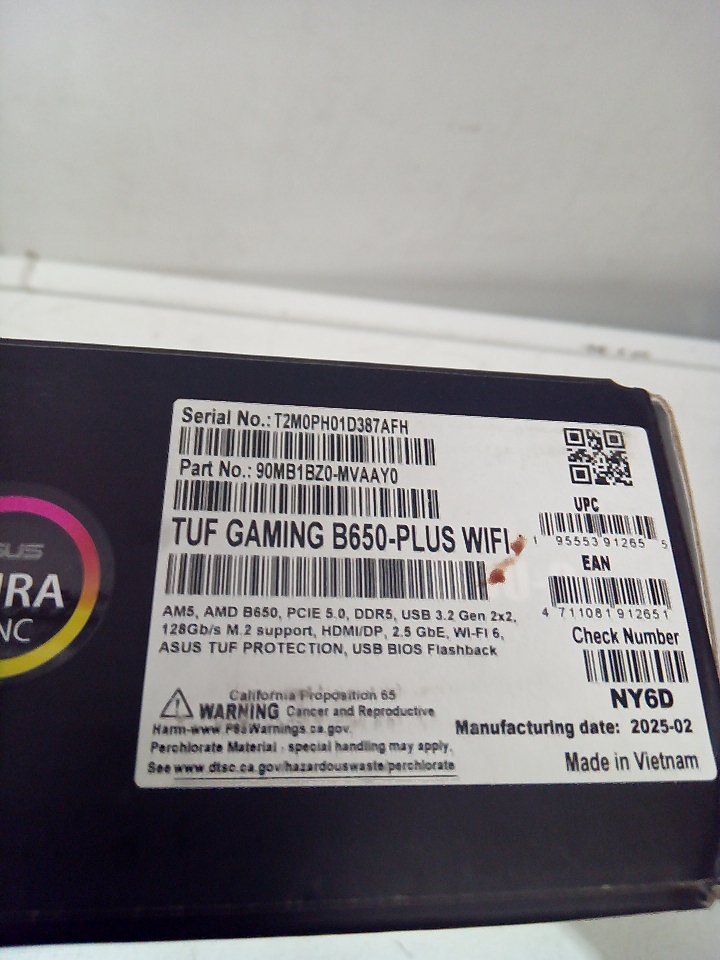 Serial No.: T2M0PH01D387AFH
Part No.: 90MB1BZ0-MVAAY0
TUF GAMING B650-PLUS WIFI
AM5, AMD B650, PCIE 5.0, DDR5, USB 3.2 Gen 2x2,
128Gb/s M.2 support, HDMI/DP, 2.5 GbE, WI-FI 6,
ASUS TUF PROTECTION, USB BIOS Flashback
California Proposition 65
WARNING Cancer and Reproductive
Harm-www.P65Warnings.ca.gov.
Perchlorate Material - special handling may apply.
See www.dtsc.ca.gov/hazardouswaste/perchlorate
UPC
1 95553 91265 5
EAN
4 711081 912651
Check Number
NY6D
Manufacturing date: 2025-02
Made in Vietnam
SUS
URA
NC